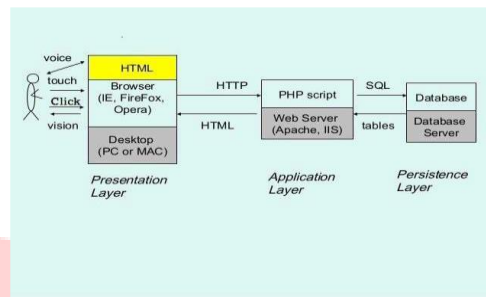 voice
touch
Click
vision
HTML
Browser
(IE, FireFox,
Opera)
Desktop
(PC or MAC)
Presentation
Layer
HTTP
HTML
PHP script
Web Server
(Apache, IIS)
Application
Layer
SQL
tables
Database
Database
Server
Persistence
Layer